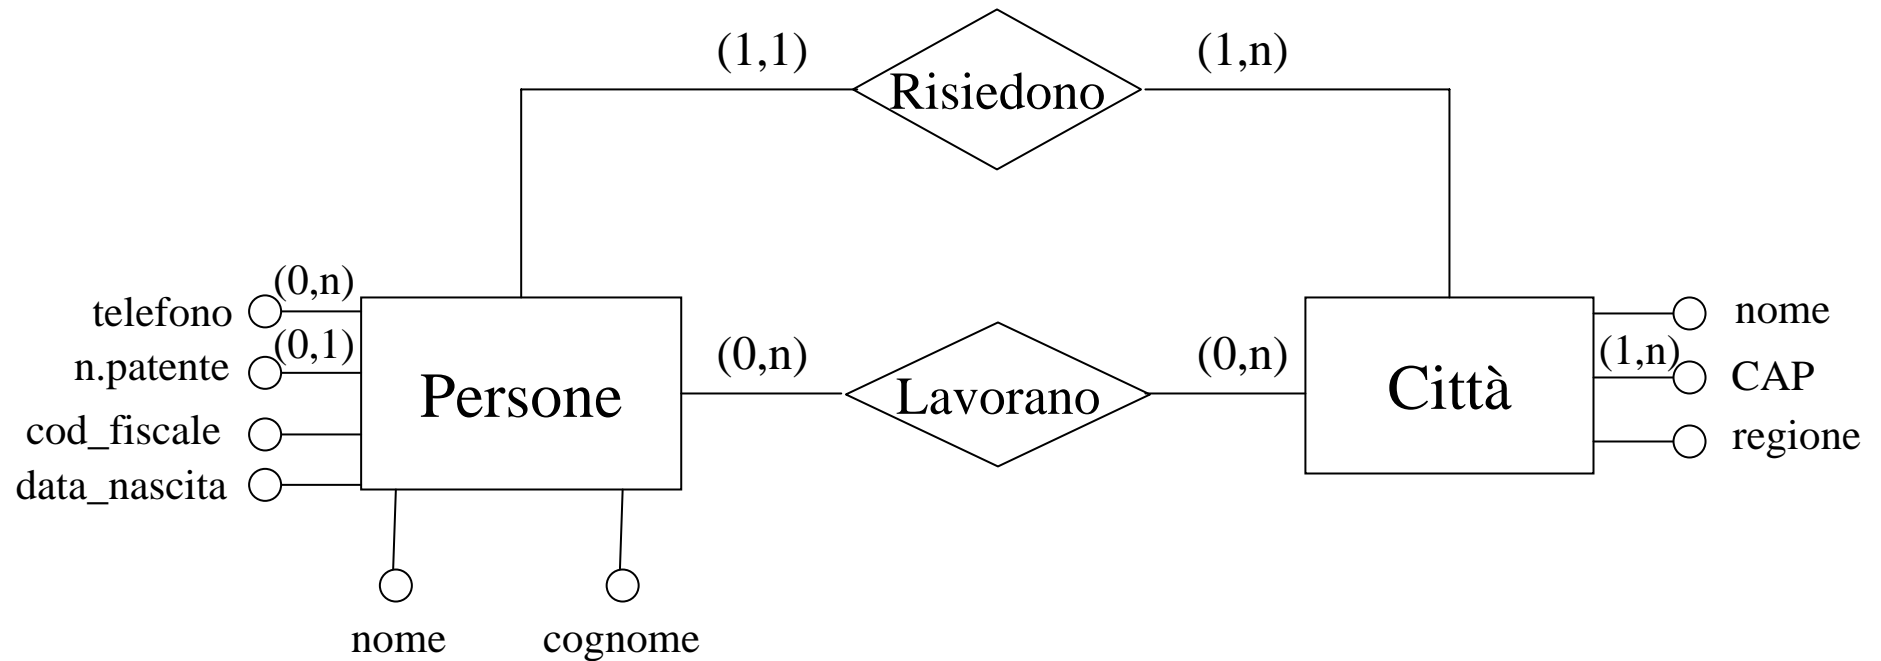 (1,1)
Risiedono
(1,n)
telefono
(0,n)
n.patente
(0,1)
cod_fiscale
data_nascita
Persone
nome
cognome
(0,n)
Lavorano
(0,n)
Città
nome
(1,n)
CAP
regione